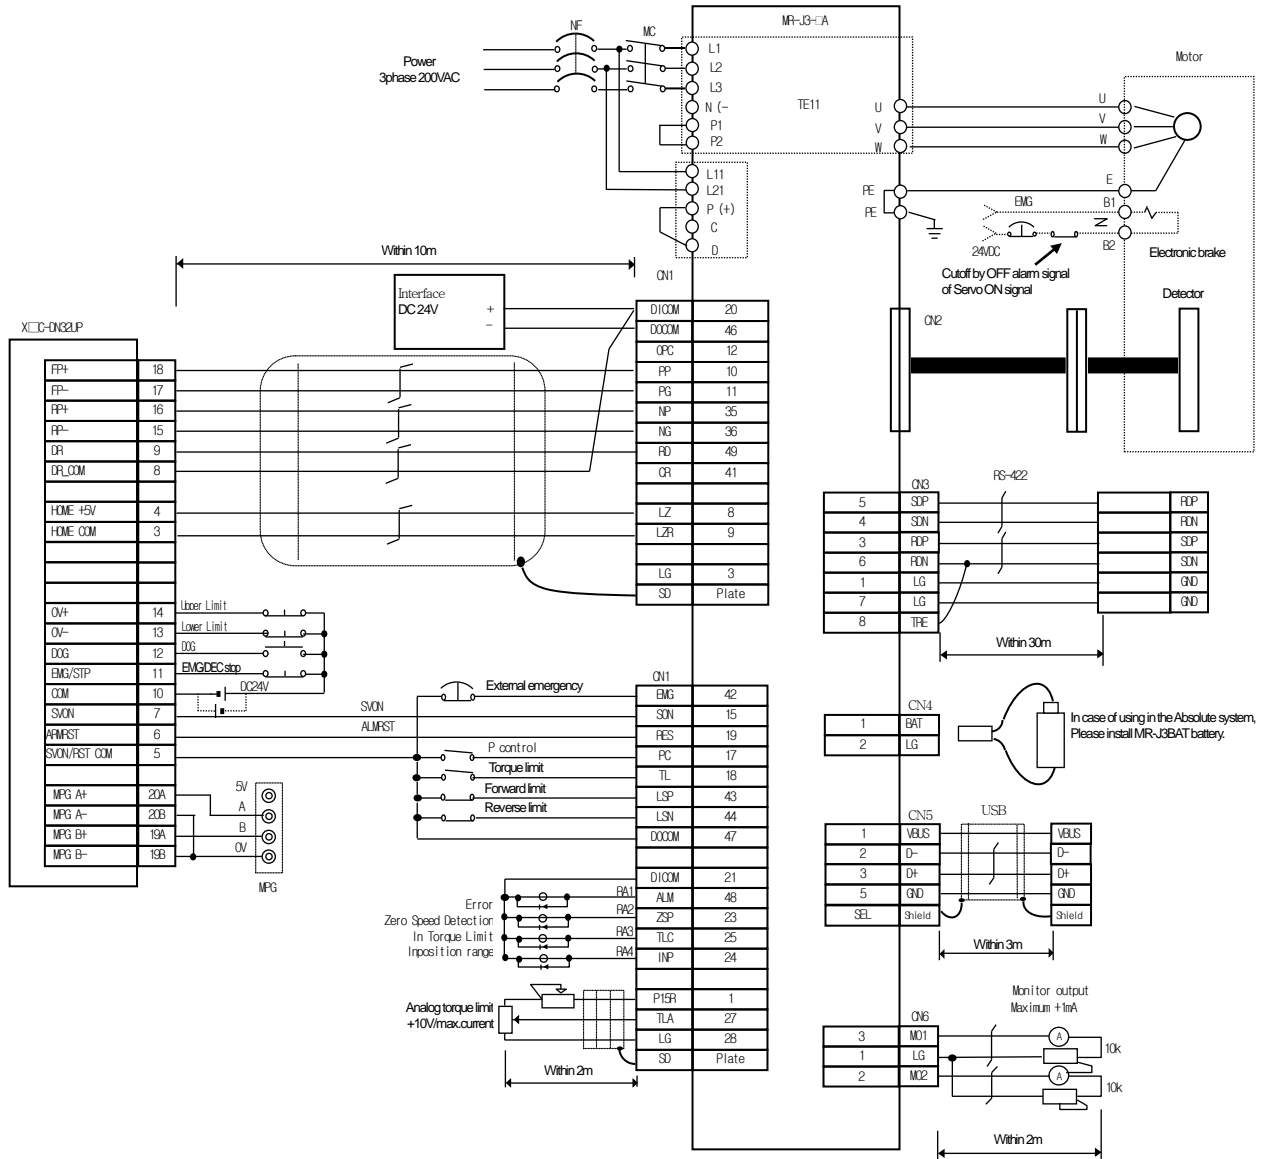 NF
MC
MR-J3-□A
Power
3phase 200VAC
L1
L2
L3
N (-
P1
P2
TE11
U
V
W
Motor
U
V
W
L11
L21
P (+)
C
D
PE
PE
E
EMG
B1
B2
24VDC
Electronic brake
Cutoff by OFF alarm signal
of Servo ON signal
Detector
Within 10m
CN1
Interface
DC 24V
+
-
DICOM 20
DOCOM 46
OPC 12
PP 10
PG 11
NP 35
NG 36
RD 49
CR 41
LZ 8
LZR 9
LG 3
SD Plate
X□C-DN32UP
FP+ 18
FP- 17
RP+ 16
RP- 15
DR 9
DR_COM 8
HOME +5V 4
HOME COM 3
OV+ 14 Upper Limit
OV- 13 Lower Limit
DOG 12 DOG
EMG/STP 11 EMG/DEC stop
COM 10 DC24V
SVON 7 SVON
ARMRST 6 ALMRST
SVON/RST COM 5
MPG A+ 20A 5V
MPG A- 20B A
MPG B+ 19A B
MPG B- 19B 0V
MPG
CN1
External emergency
P control
Torque limit
Forward limit
Reverse limit
EMG 42
SON 15
RES 19
PC 17
TL 18
LSP 43
LSN 44
DOCOM 47
DICOM 21
Error RA1 ALM 48
Zero Speed Detection RA2 ZSP 23
In Torque Limit RA3 TLC 25
Inposition range RA4 INP 24
Analog torque limit
+10V/max.current
P15R 1
TLA 27
LG 28
SD Plate
Within 2m
CN2
CN3
RS-422
5 SDP RDP
4 SDN RDN
3 RDP SDP
6 RDN SDN
1 LG GND
7 LG GND
8 TRE
Within 30m
CN4
1 BAT
2 LG
In case of using in the Absolute system,
Please install MR-J3BAT battery.
CN5
USB
1 VBUS VBUS
2 D- D-
3 D+ D+
5 GND GND
SEL Shield Shield
Within 3m
Monitor output
Maximum +1mA
CN6
3 MO1 A
1 LG 10k
2 MO2 A
10k
Within 2m